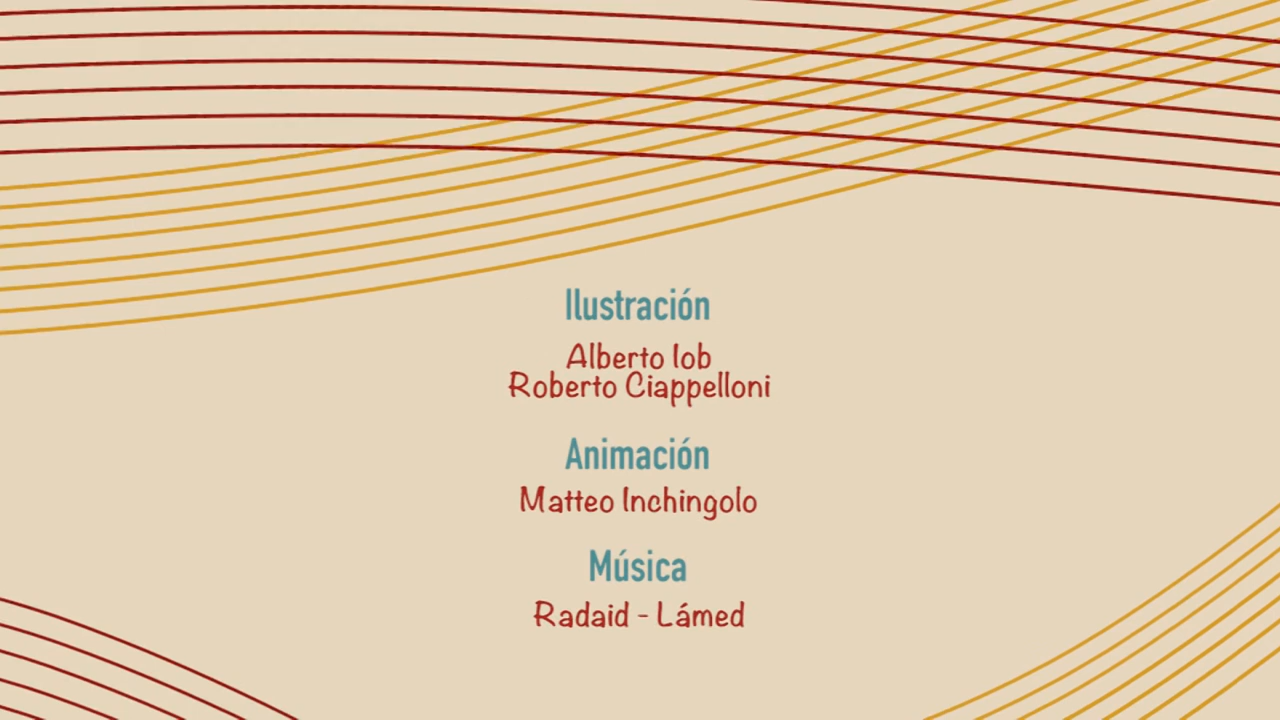 Ilustración
Alberto Iob
Roberto Ciappelloni
Animación
Matteo Inchingolo
Música
Radaid - Lámed